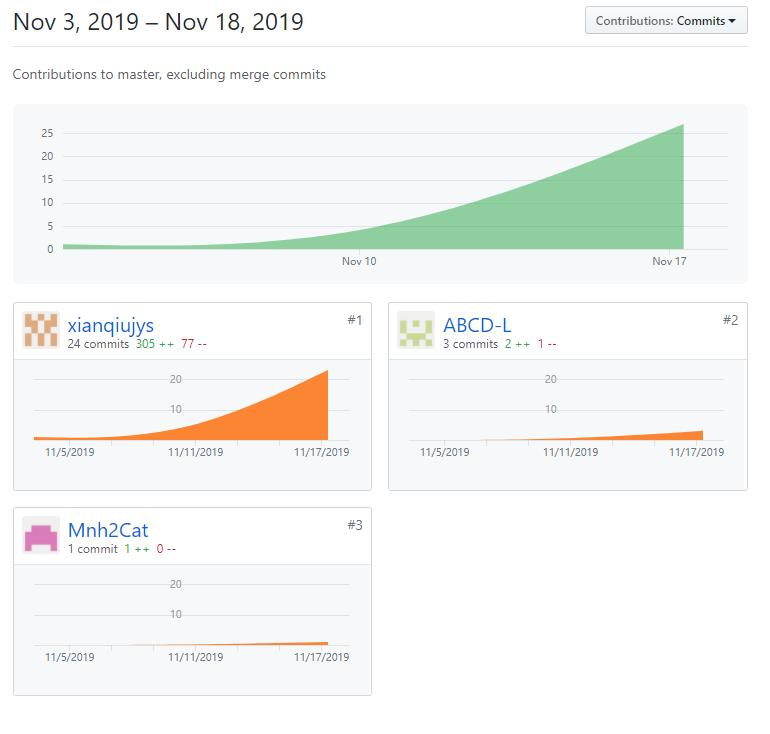 Nov 3, 2019 – Nov 18, 2019
Contributions: Commits
Contributions to master, excluding merge commits
25
20
15
10
5
0
Nov 10
Nov 17
xianqiujys
#1
24 commits 305 ++ 77 --
20
10
11/5/2019
11/11/2019
11/17/2019
ABCD-L
#2
3 commits 2 ++ 1 --
20
10
11/5/2019
11/11/2019
11/17/2019
Mnh2Cat
#3
1 commit 1 ++ 0 --
20
10
11/5/2019
11/11/2019
11/17/2019